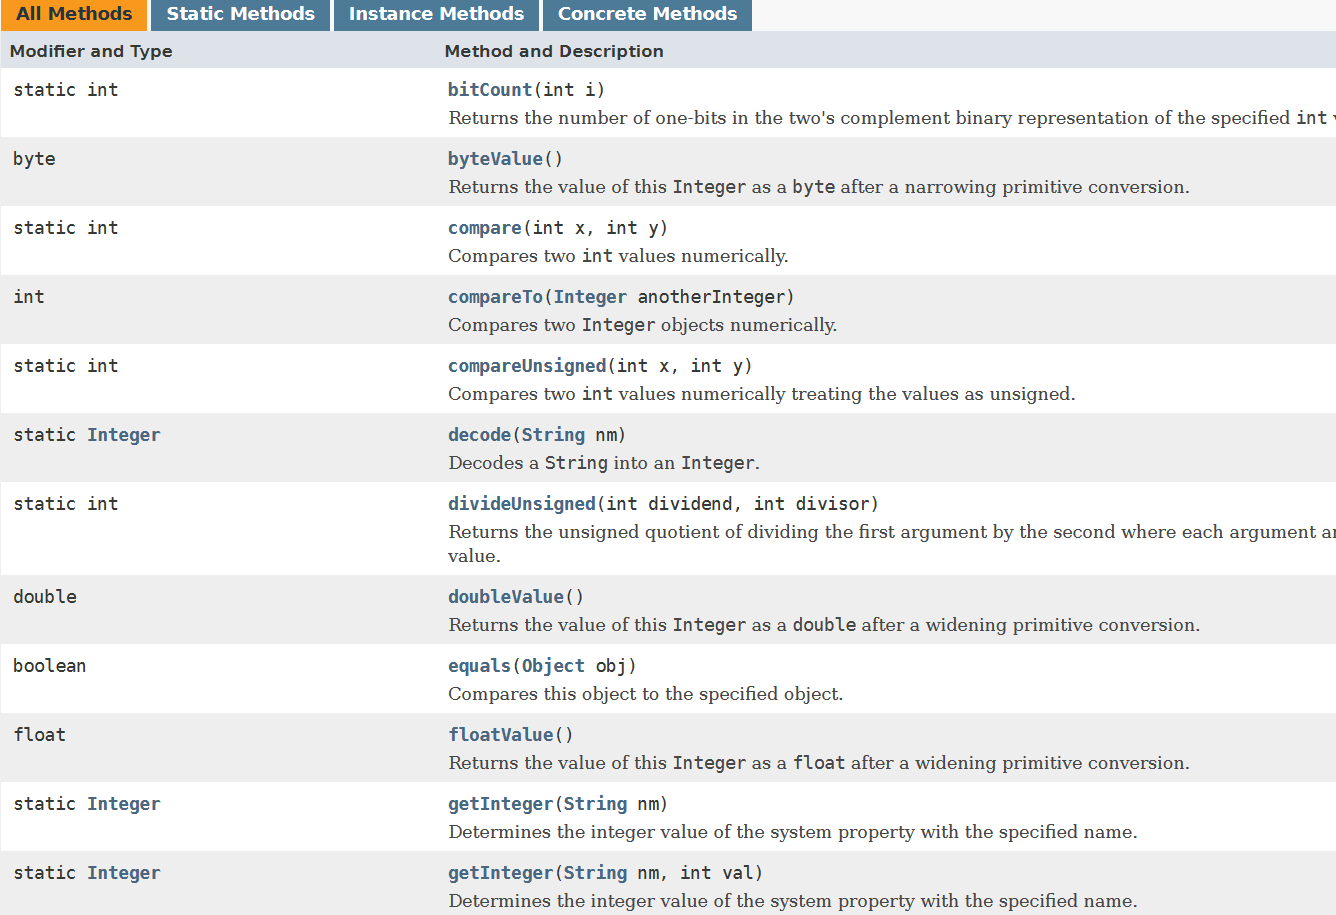 All Methods Static Methods Instance Methods Concrete Methods
Modifier and Type Method and Description
static int bitCount(int i)
Returns the number of one-bits in the two's complement binary representation of the specified int
byte byteValue()
Returns the value of this Integer as a byte after a narrowing primitive conversion.
static int compare(int x, int y)
Compares two int values numerically.
int compareTo(Integer anotherInteger)
Compares two Integer objects numerically.
static int compareUnsigned(int x, int y)
Compares two int values numerically treating the values as unsigned.
static Integer decode(String nm)
Decodes a String into an Integer.
static int divideUnsigned(int dividend, int divisor)
Returns the unsigned quotient of dividing the first argument by the second where each argument
value.
double doubleValue()
Returns the value of this Integer as a double after a widening primitive conversion.
boolean equals(Object obj)
Compares this object to the specified object.
float floatValue()
Returns the value of this Integer as a float after a widening primitive conversion.
static Integer getInteger(String nm)
Determines the integer value of the system property with the specified name.
static Integer getInteger(String nm, int val)
Determines the integer value of the system property with the specified name.